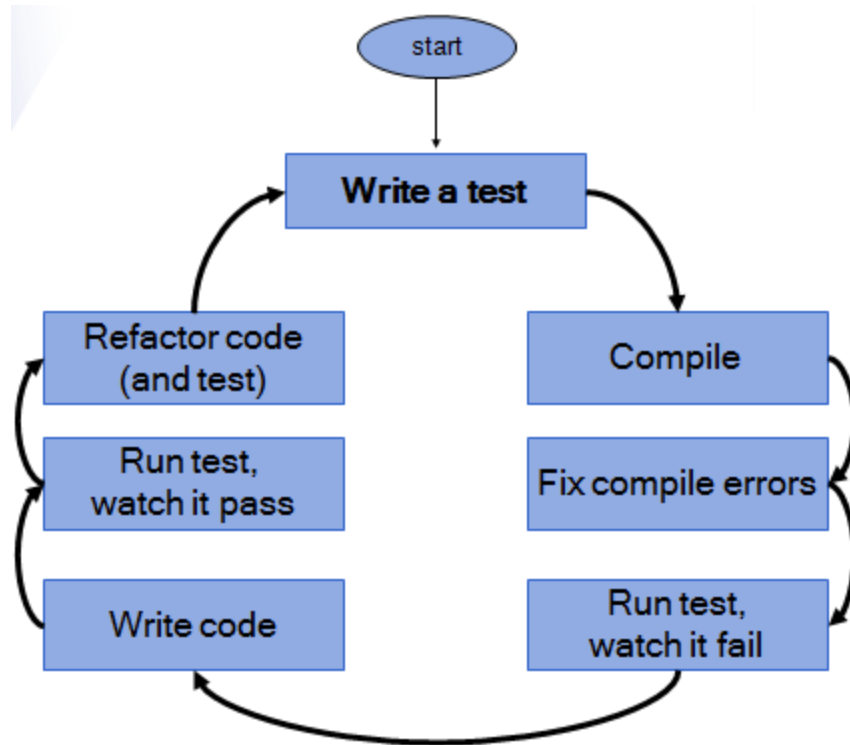 start
Write a test
Refactor code
(and test)
Compile
Run test,
watch it pass
Fix compile errors
Write code
Run test,
watch it fail